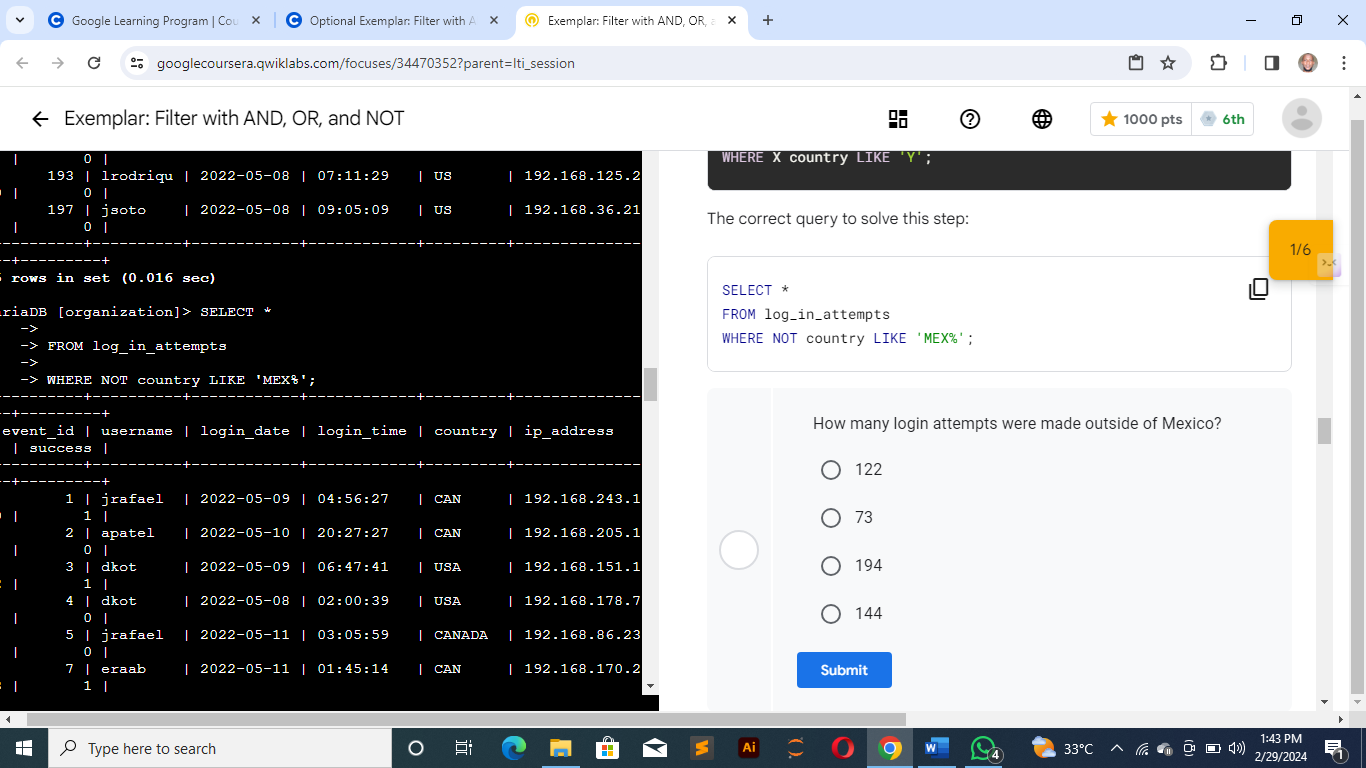 Google Learning Program | Cou
Optional Exemplar: Filter with A
Exemplar: Filter with AND, OR, a
googlecoursera.qwiklabs.com/focuses/34470352?parent=lti_session
Exemplar: Filter with AND, OR, and NOT
1000 pts
6th
| 0 |
193 | lrodriqu | 2022-05-08 | 07:11:29 | US | 192.168.125.2
| 0 |
197 | jsoto | 2022-05-08 | 09:05:09 | US | 192.168.36.21
| 0 |
----------+----------+------------+------------+---------+---------------
--+---------+
rows in set (0.016 sec)
riaDB [organization]> SELECT *
->
-> FROM log_in_attempts
->
-> WHERE NOT country LIKE 'MEX%';
----------+----------+------------+------------+---------+---------------
--+---------+
event_id | username | login_date | login_time | country | ip_address
| success |
----------+----------+------------+------------+---------+---------------
--+---------+
1 | jrafael | 2022-05-09 | 04:56:27 | CAN | 192.168.243.1
| 1 |
2 | apatel | 2022-05-10 | 20:27:27 | CAN | 192.168.205.1
| 0 |
3 | dkot | 2022-05-09 | 06:47:41 | USA | 192.168.151.1
| 1 |
4 | dkot | 2022-05-08 | 02:00:39 | USA | 192.168.178.7
| 0 |
5 | jrafael | 2022-05-11 | 03:05:59 | CANADA | 192.168.86.23
| 0 |
7 | eraab | 2022-05-11 | 01:45:14 | CAN | 192.168.170.2
| 1 |
WHERE X country LIKE 'Y';
The correct query to solve this step:
1/6
SELECT *
FROM log_in_attempts
WHERE NOT country LIKE 'MEX%';
How many login attempts were made outside of Mexico?
122
73
194
144
Submit
Type here to search
Ai
4
33°C
1:43 PM
2/29/2024
1